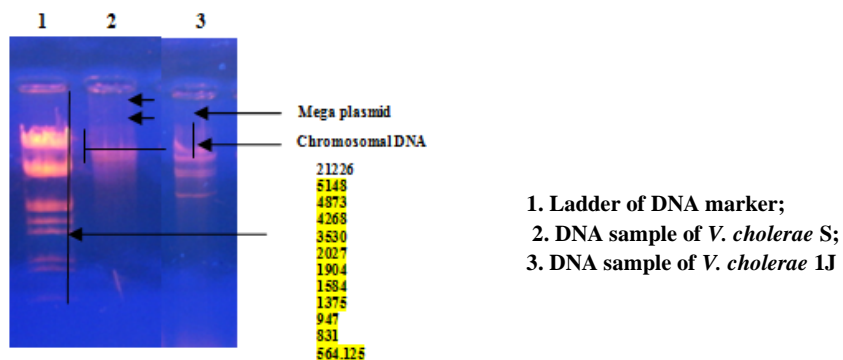 1 2 3
Mega plasmid
Chromosomal DNA
21226
5148
4873
4268
3530
2027
1904
1584
1375
947
831
564.125
1. Ladder of DNA marker;
2. DNA sample of V. cholerae S;
3. DNA sample of V. cholerae 1J